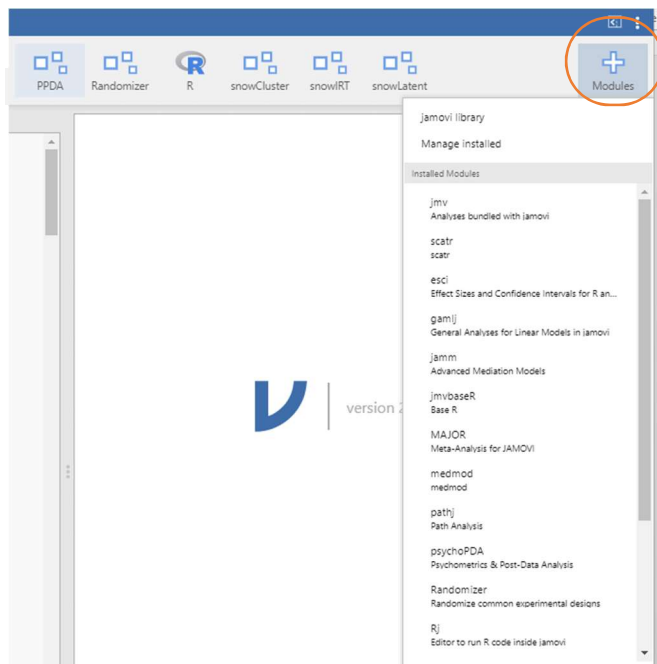 PPDA
Randomizer
R
snowCluster
snowIRT
snowLatent
Modules
jamovi library
Manage installed
Installed Modules
jmv
Analyses bundled with jamovi
scatr
scatr
esci
Effect Sizes and Confidence Intervals for R an...
gamlj
General Analyses for Linear Models in jamovi
jamm
Advanced Mediation Models
jmvbaseR
Base R
MAJOR
Meta-Analysis for JAMOVI
medmod
medmod
pathj
Path Analysis
psychoPDA
Psychometrics & Post-Data Analysis
Randomizer
Randomize common experimental designs
Rj
Editor to run R code inside jamovi
version 2